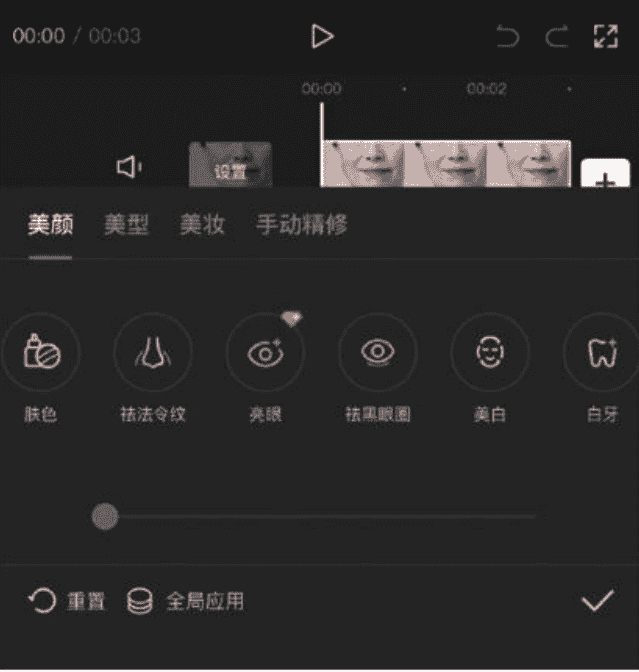 00:00 / 00:03
00:00 00:02
设置
美颜 美型 美妆 手动精修
肤色 祛法令纹 亮眼 祛黑眼圈 美白 白牙
重置 全局应用